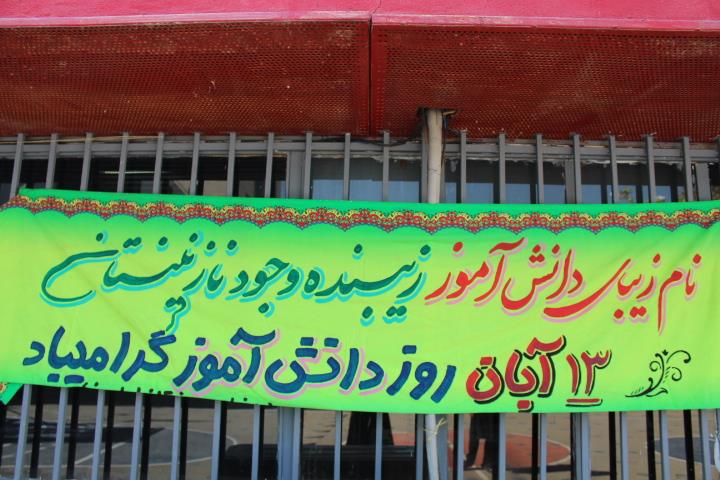 نام زیبای دانش آموز زیبنده وجود نازنینتان
۱۳ آبان روز دانش آموز گرامیباد